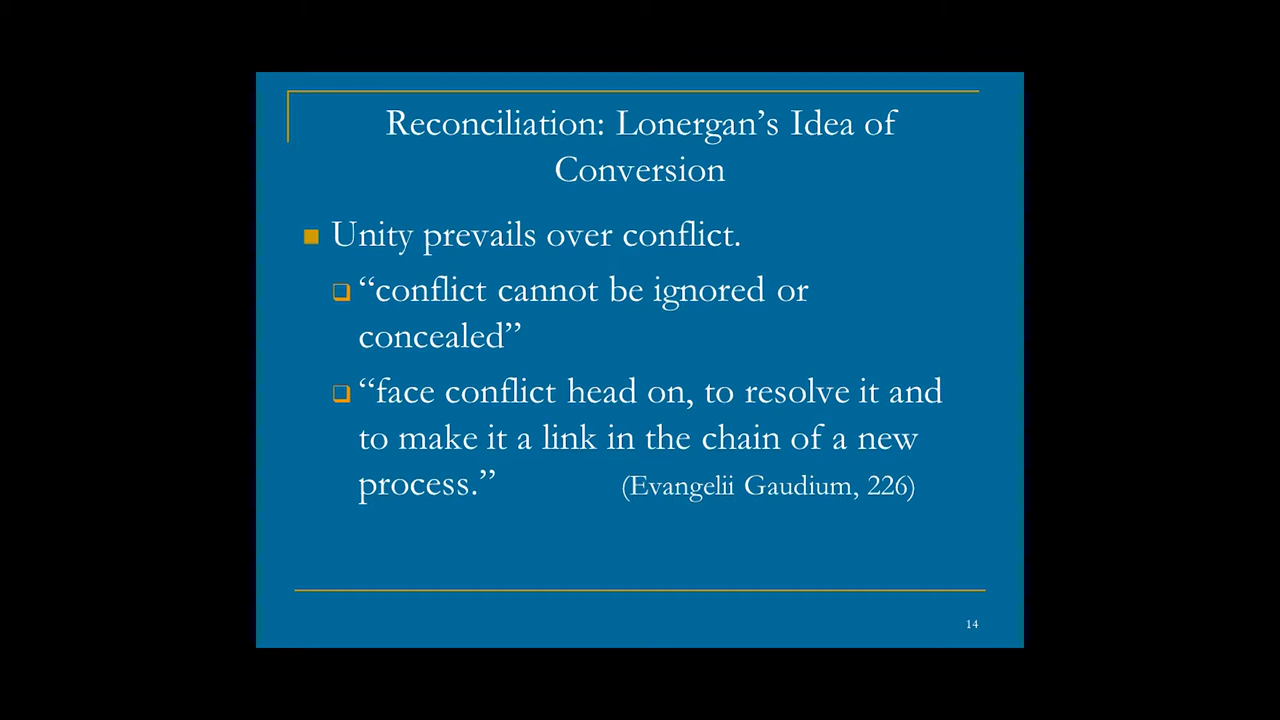 Reconciliation: Lonergan’s Idea of
Conversion
Unity prevails over conflict.
“conflict cannot be ignored or
concealed”
“face conflict head on, to resolve it and
to make it a link in the chain of a new
process.” (Evangelii Gaudium, 226)
14